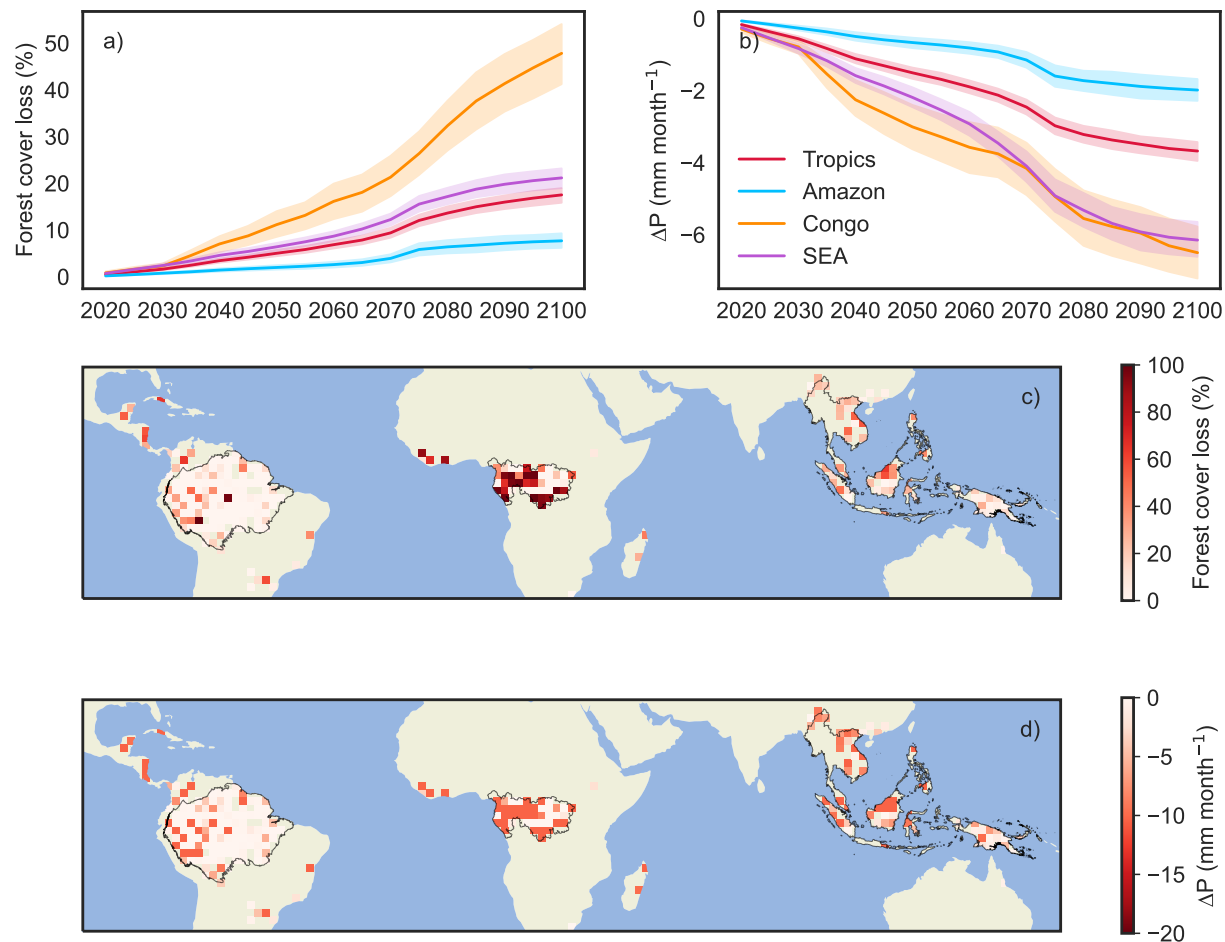 Forest cover loss (%)
a)
50
40
30
20
10
0
2020 2030 2040 2050 2060 2070 2080 2090 2100
ΔP (mm month⁻¹)
b)
0
−2
−4
−6
Tropics
Amazon
Congo
SEA
2020 2030 2040 2050 2060 2070 2080 2090 2100
c)
100
80
60
40
20
0
Forest cover loss (%)
d)
0
−5
−10
−15
−20
ΔP (mm month⁻¹)